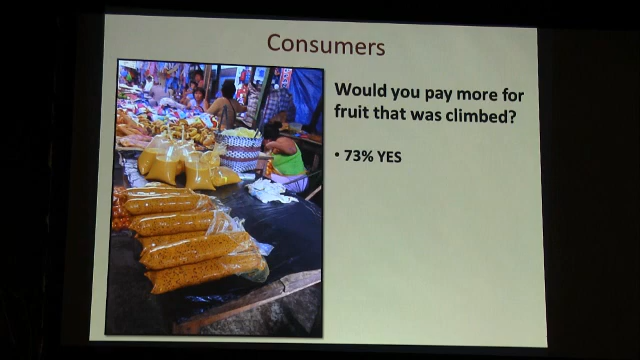 Consumers
Would you pay more for
fruit that was climbed?
• 73% YES